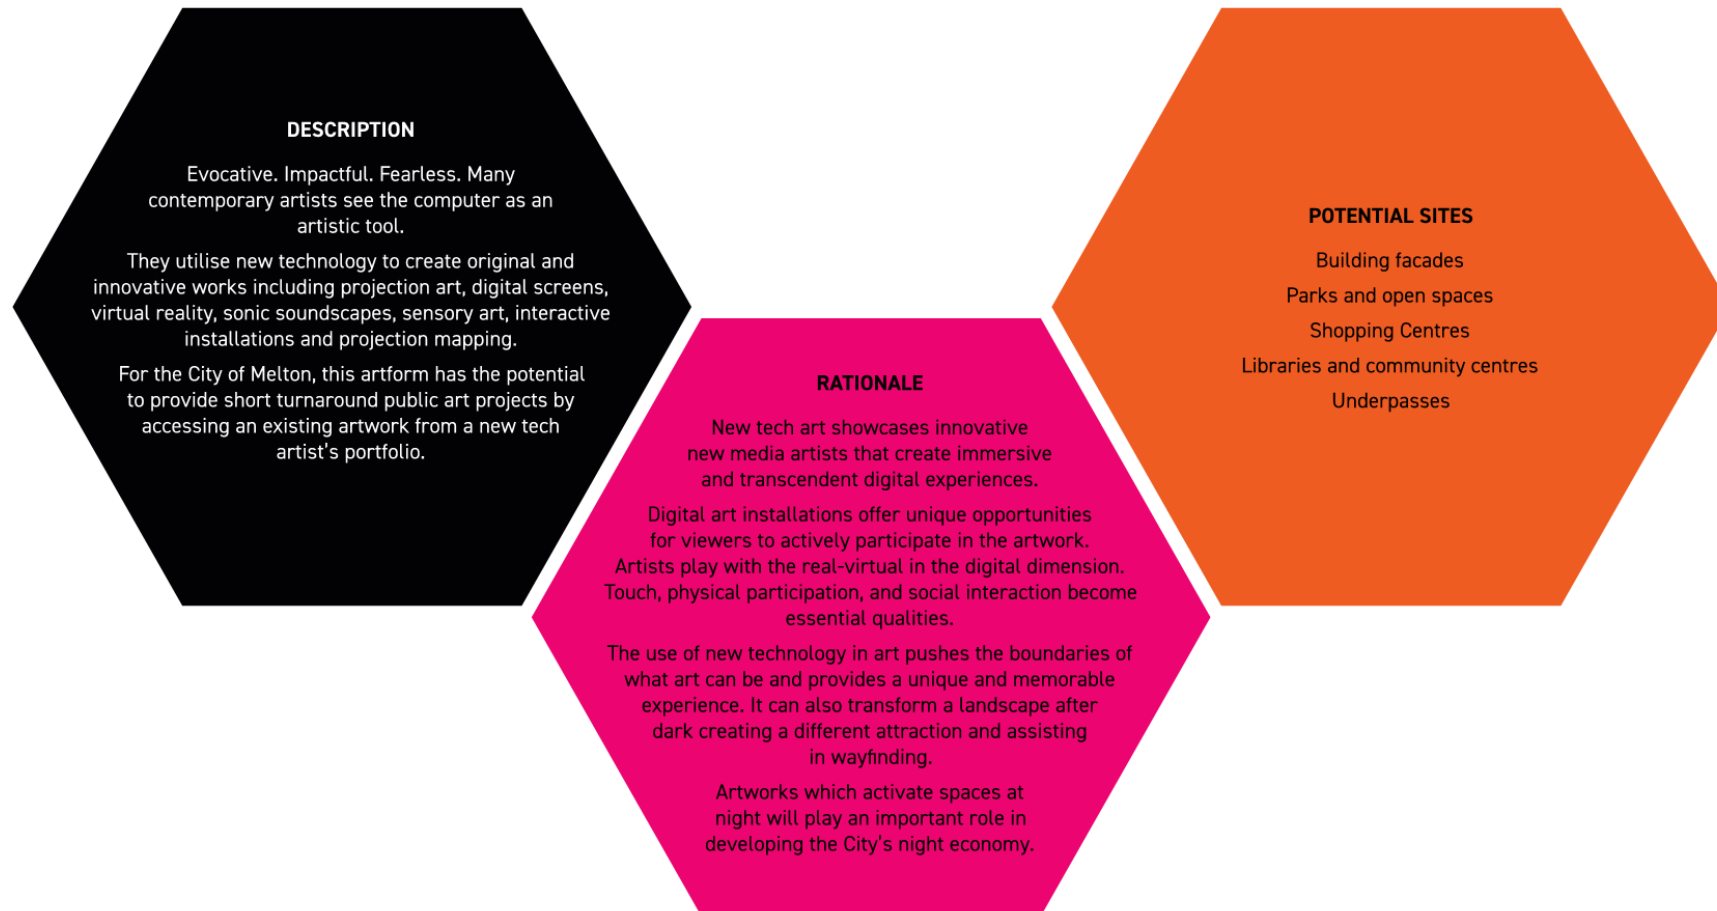 DESCRIPTION
Evocative. Impactful. Fearless. Many
contemporary artists see the computer as an
artistic tool.
They utilise new technology to create original and
innovative works including projection art, digital screens,
virtual reality, sonic soundscapes, sensory art, interactive
installations and projection mapping.
For the City of Melton, this artform has the potential
to provide short turnaround public art projects by
accessing an existing artwork from a new tech
artist's portfolio.
RATIONALE
New tech art showcases innovative
new media artists that create immersive
and transcendent digital experiences.
Digital art installations offer unique opportunities
for viewers to actively participate in the artwork.
Artists play with the real-virtual in the digital dimension.
Touch, physical participation, and social interaction become
essential qualities.
The use of new technology in art pushes the boundaries of
what art can be and provides a unique and memorable
experience. It can also transform a landscape after
dark creating a different attraction and assisting
in wayfinding.
Artworks which activate spaces at
night will play an important role in
developing the City's night economy.
POTENTIAL SITES
Building facades
Parks and open spaces
Shopping Centres
Libraries and community centres
Underpasses